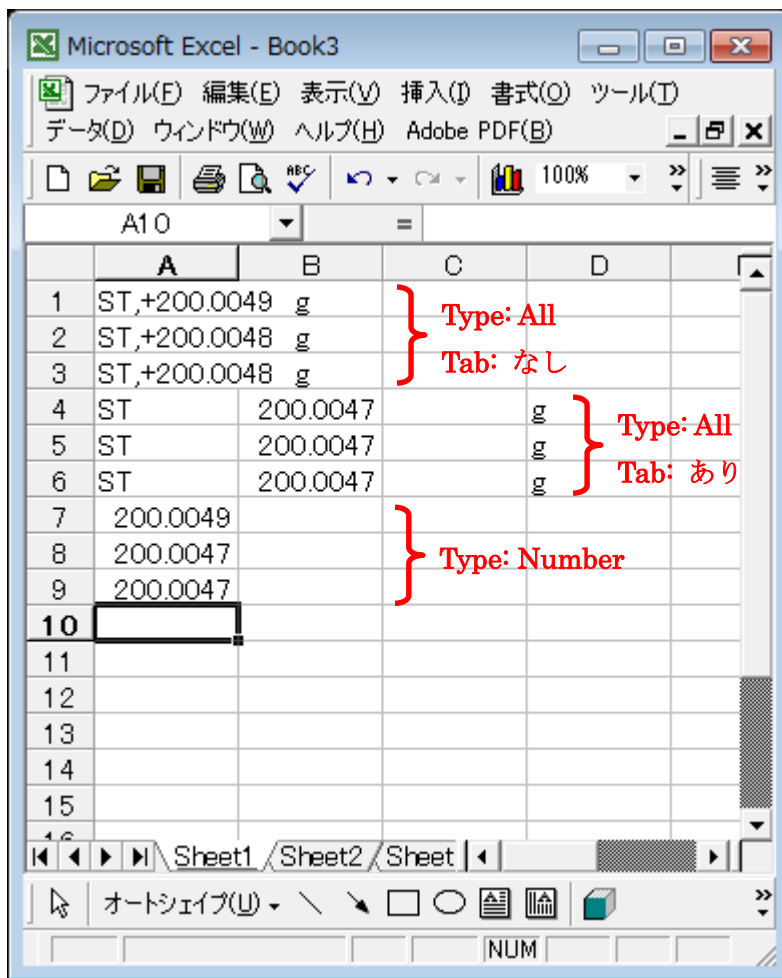 Microsoft Excel - Book3
ファイル(F) 編集(E) 表示(V) 挿入(I) 書式(O) ツール(T)
データ(D) ウィンドウ(W) ヘルプ(H) Adobe PDF(B)
ABC 100%
A10 =
A B C D
1 ST,+200.0049 g
2 ST,+200.0048 g
3 ST,+200.0048 g
Type: All
Tab: なし
4 ST 200.0047 g
5 ST 200.0047 g
6 ST 200.0047 g
Type: All
Tab: あり
7 200.0049
8 200.0047
9 200.0047
Type: Number
10
11
12
13
14
15
16
Sheet1 Sheet2 Sheet
オートシェイプ(U)
NUM